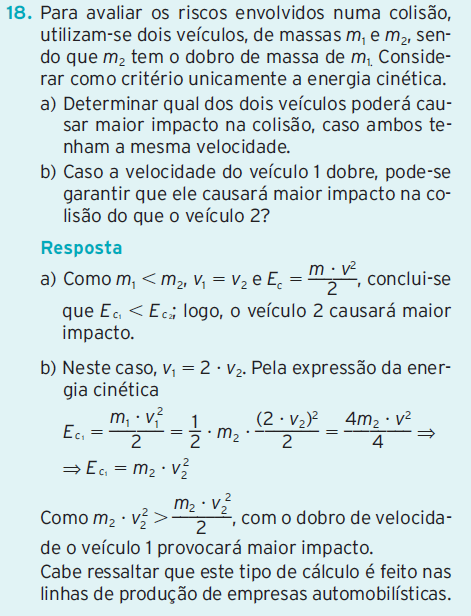 18. Para avaliar os riscos envolvidos numa colisão,
utilizam-se dois veículos, de massas m₁ e m₂, sen-
do que m₂ tem o dobro de massa de m₁. Conside-
rar como critério unicamente a energia cinética.
a) Determinar qual dos dois veículos poderá cau-
sar maior impacto na colisão, caso ambos te-
nham a mesma velocidade.
b) Caso a velocidade do veículo 1 dobre, pode-se
garantir que ele causará maior impacto na co-
lisão do que o veículo 2?
Resposta
a) Como m₁ < m₂, v₁ = v₂ e E_c = (m · v²)/2, conclui-se
que E_c₁ < E_c₂; logo, o veículo 2 causará maior
impacto.
b) Neste caso, v₁ = 2 · v₂. Pela expressão da ener-
gia cinética
E_c₁ = (m₁ · v₁²)/2 = 1/2 · m₂ · (2 · v₂)²/2 = (4m₂ · v²)/4 ⇒
⇒ E_c₁ = m₂ · v₂²
Como m₂ · v₂² > (m₂ · v₂²)/2, com o dobro de velocida-
de o veículo 1 provocará maior impacto.
Cabe ressaltar que este tipo de cálculo é feito nas
linhas de produção de empresas automobilísticas.